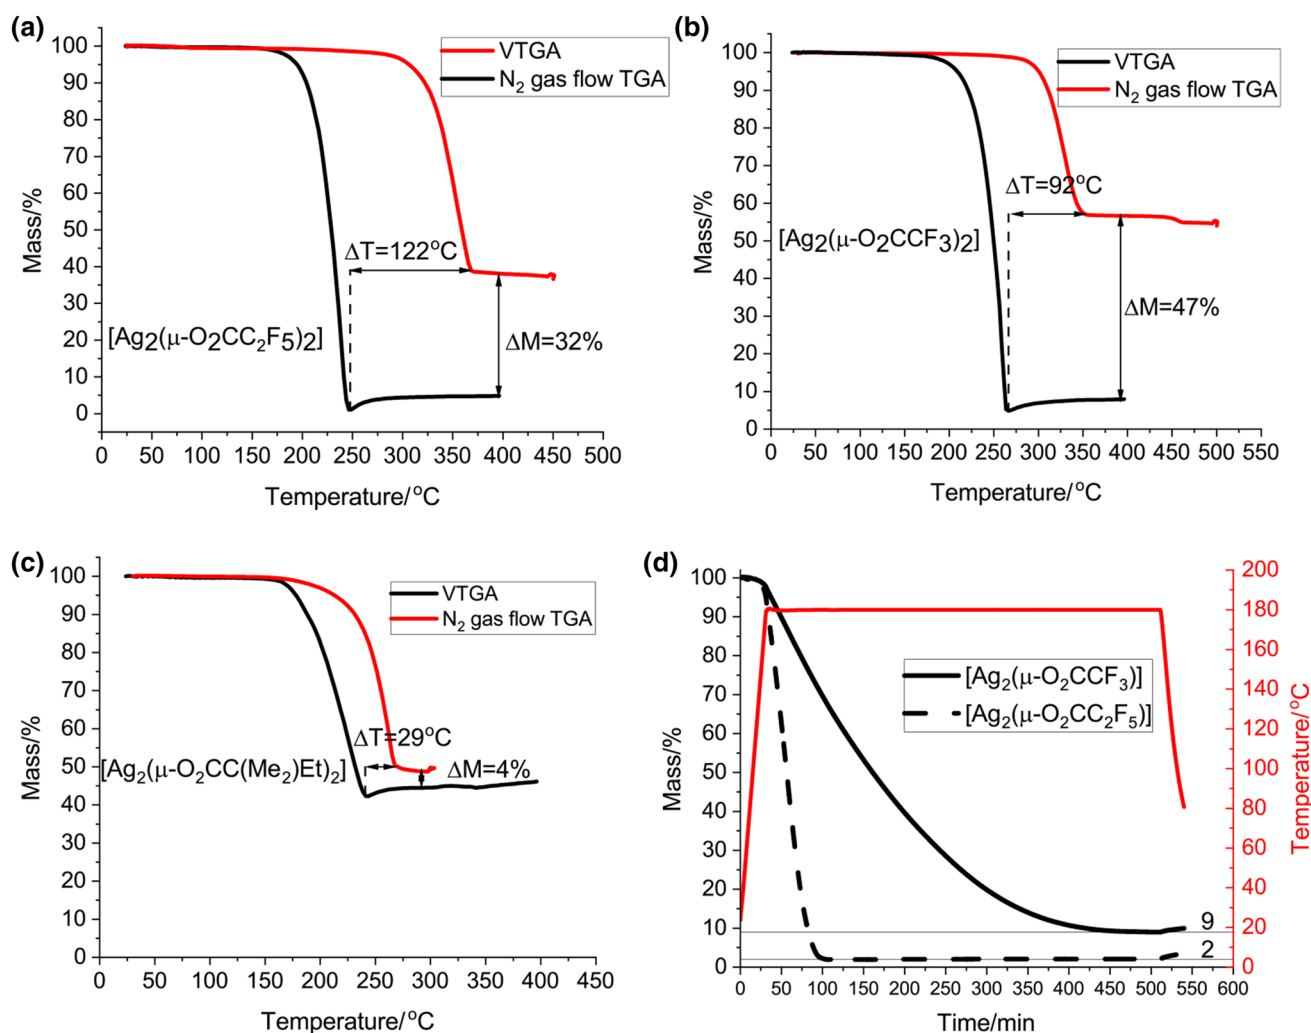 (a)
100
90
80
70
60
50
40
30
20
10
0
Mass/%
VTGA
N₂ gas flow TGA
ΔT=122°C
[Ag₂(μ-O₂CC₂F₅)₂]
ΔM=32%
0 50 100 150 200 250 300 350 400 450 500
Temperature/°C
(b)
100
90
80
70
60
50
40
30
20
10
0
Mass/%
VTGA
N₂ gas flow TGA
ΔT=92°C
[Ag₂(μ-O₂CCF₃)₂]
ΔM=47%
0 50 100 150 200 250 300 350 400 450 500 550
Temperature/°C
(c)
100
90
80
70
60
50
40
30
20
10
0
Mass/%
VTGA
N₂ gas flow TGA
ΔT=29°C
[Ag₂(μ-O₂CC(Me₂)Et)₂]
ΔM=4%
0 50 100 150 200 250 300 350 400 450
Temperature/°C
(d)
100
90
80
70
60
50
40
30
20
10
0
Mass/%
[Ag₂(μ-O₂CCF₃)]
[Ag₂(μ-O₂CC₂F₅)]
9
2
200
180
160
140
120
100
80
60
40
20
0
Temperature/°C
0 50 100 150 200 250 300 350 400 450 500 550 600
Time/min